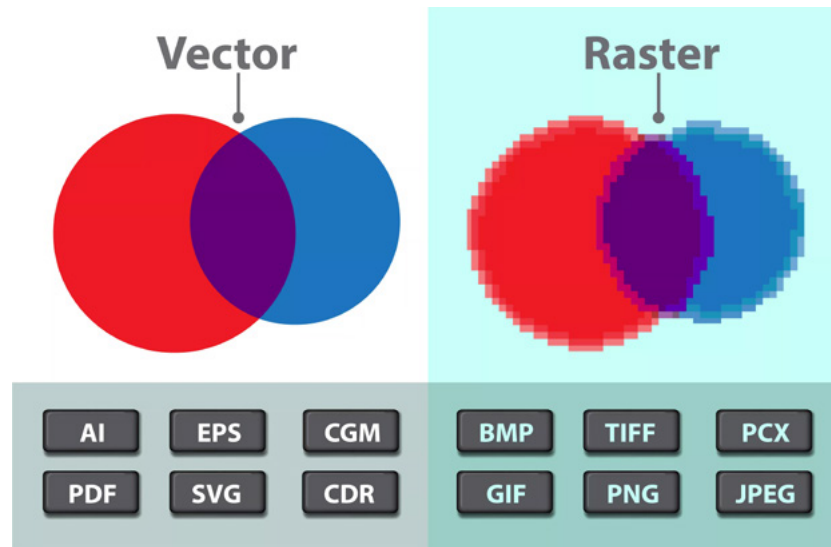 Vector
Raster
AI EPS CGM
PDF SVG CDR
BMP TIFF PCX
GIF PNG JPEG